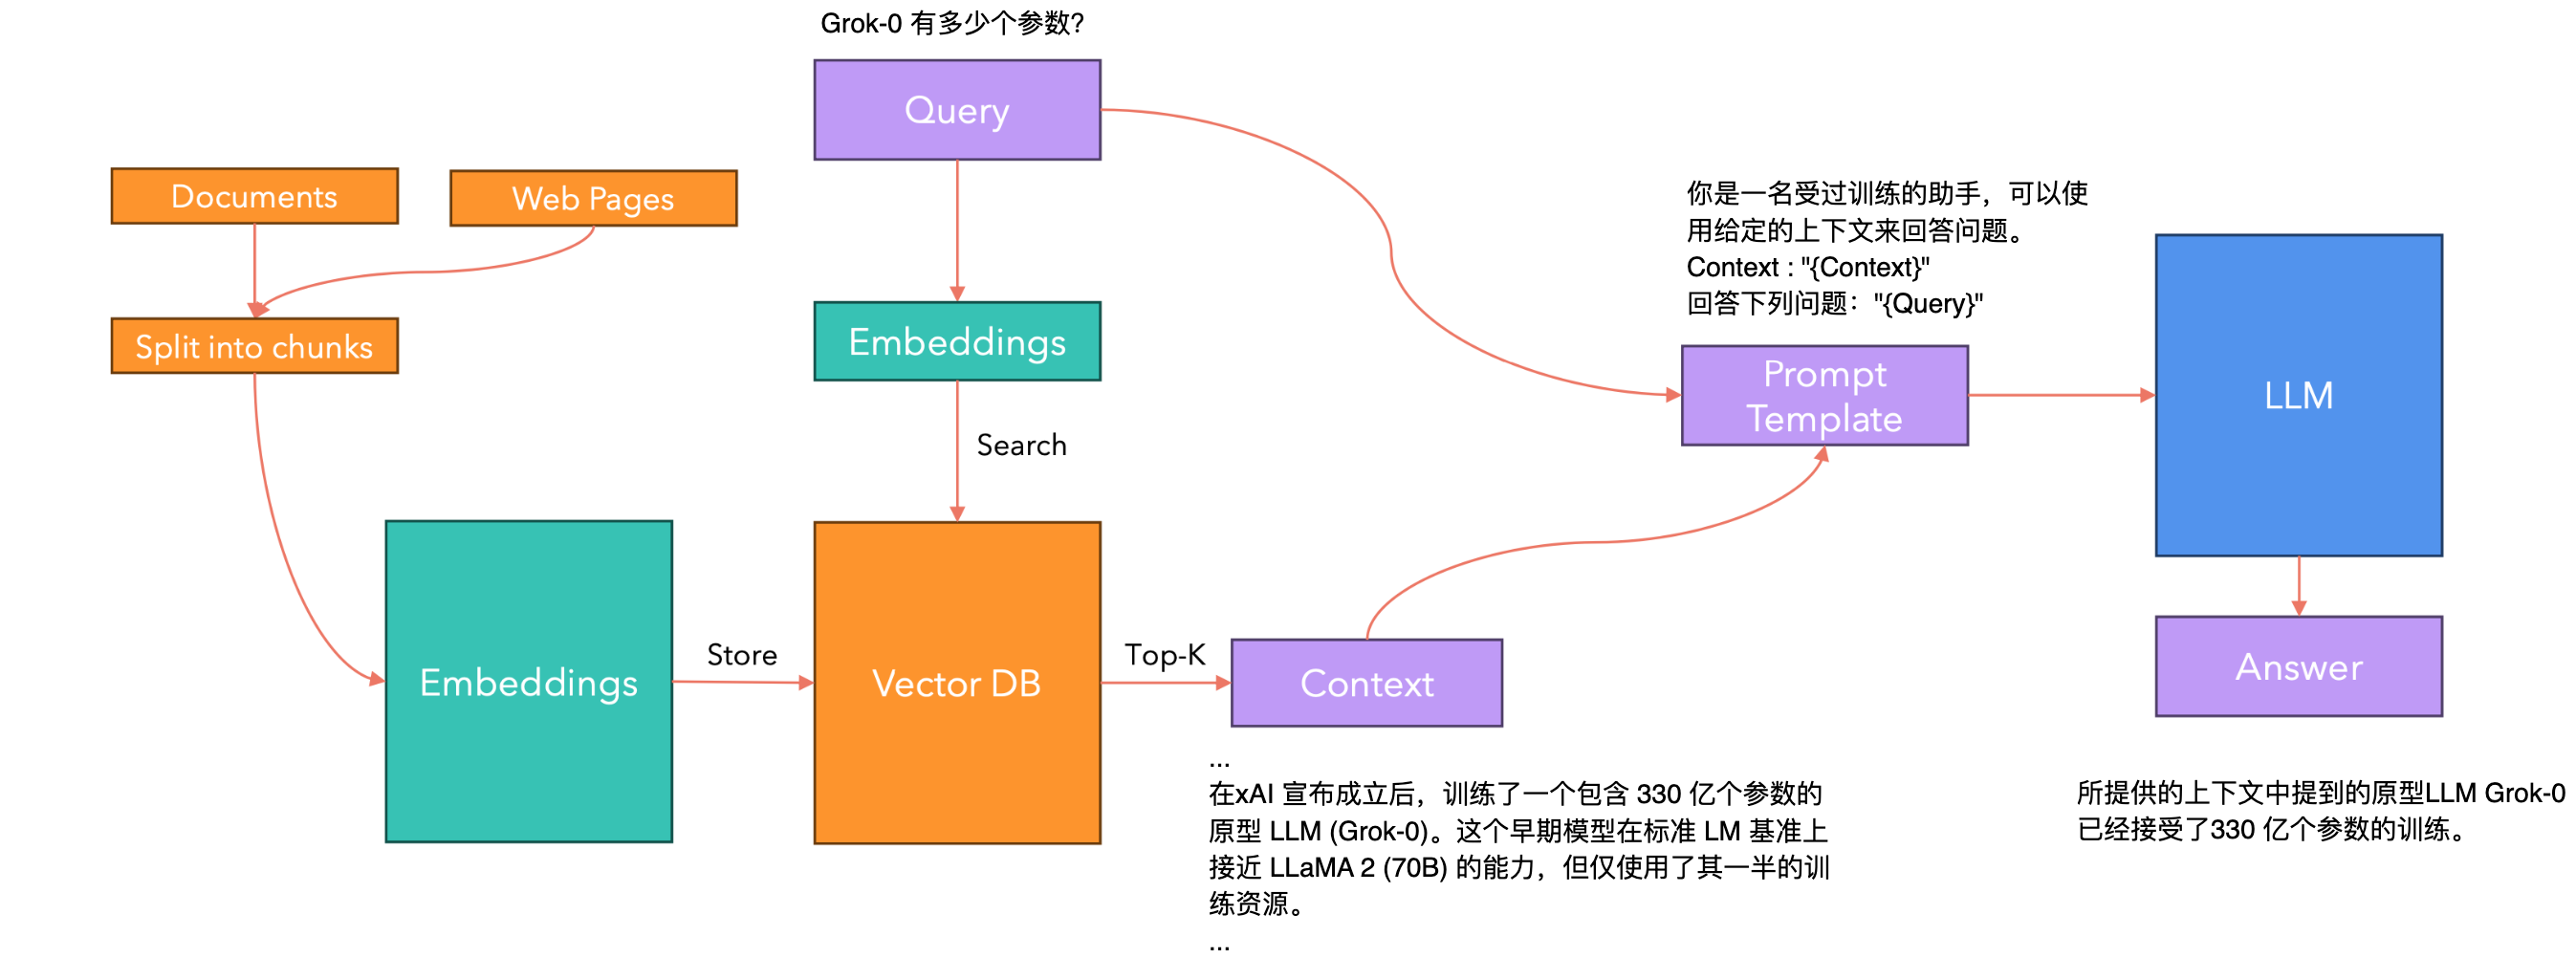 Grok-0 有多少个参数?
Query
Documents
Web Pages
Split into chunks
Embeddings
Search
Embeddings
Store
Vector DB
Top-K
Context
...
在xAI 宣布成立后，训练了一个包含 330 亿个参数的
原型 LLM (Grok-0)。这个早期模型在标准 LM 基准上
接近 LLaMA 2 (70B) 的能力，但仅使用了其一半的训
练资源。
...
你是一名受过训练的助手，可以使
用给定的上下文来回答问题。
Context : "{Context}"
回答下列问题："{Query}"
Prompt
Template
LLM
Answer
所提供的上下文中提到的原型LLM Grok-0
已经接受了330 亿个参数的训练。